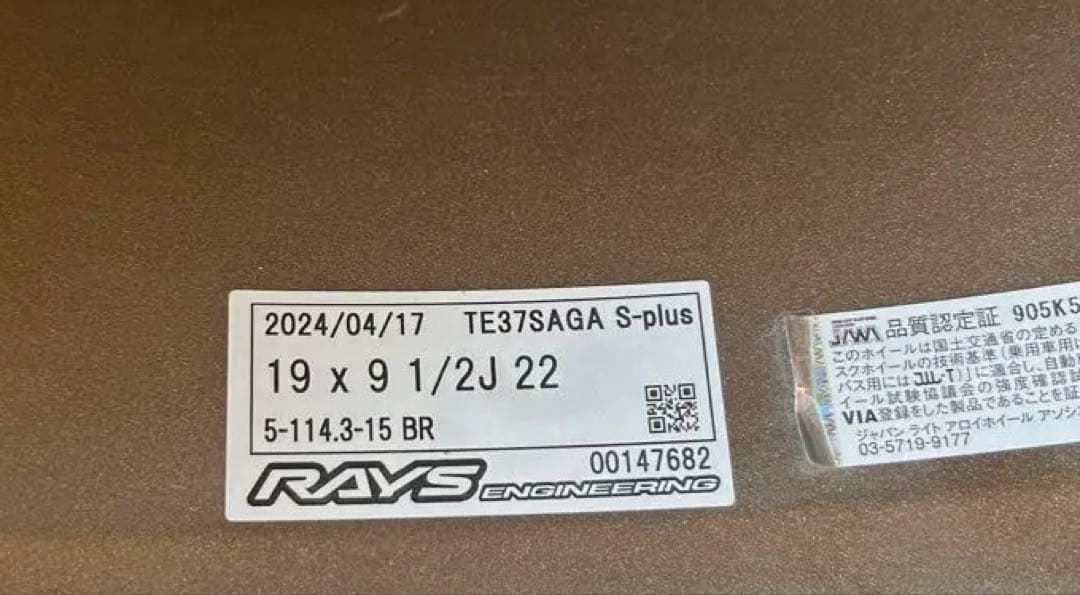 2024/04/17 TE37SAGA S-plus
19 x 9 1/2J 22
5-114.3-15 BR
00147682
RAYS ENGINEERING
JAWA 品質認定証 905K5
このホイールは国土交通省の定める
スクホイールの技術基準(乗用車用に
バス用にはJWL-T)」に適合し、自動
イール試験協議会の強度確認試
VIA登録をした製品であることを証
ジャパン ライト アロイホイール アソシ
03-5719-9177